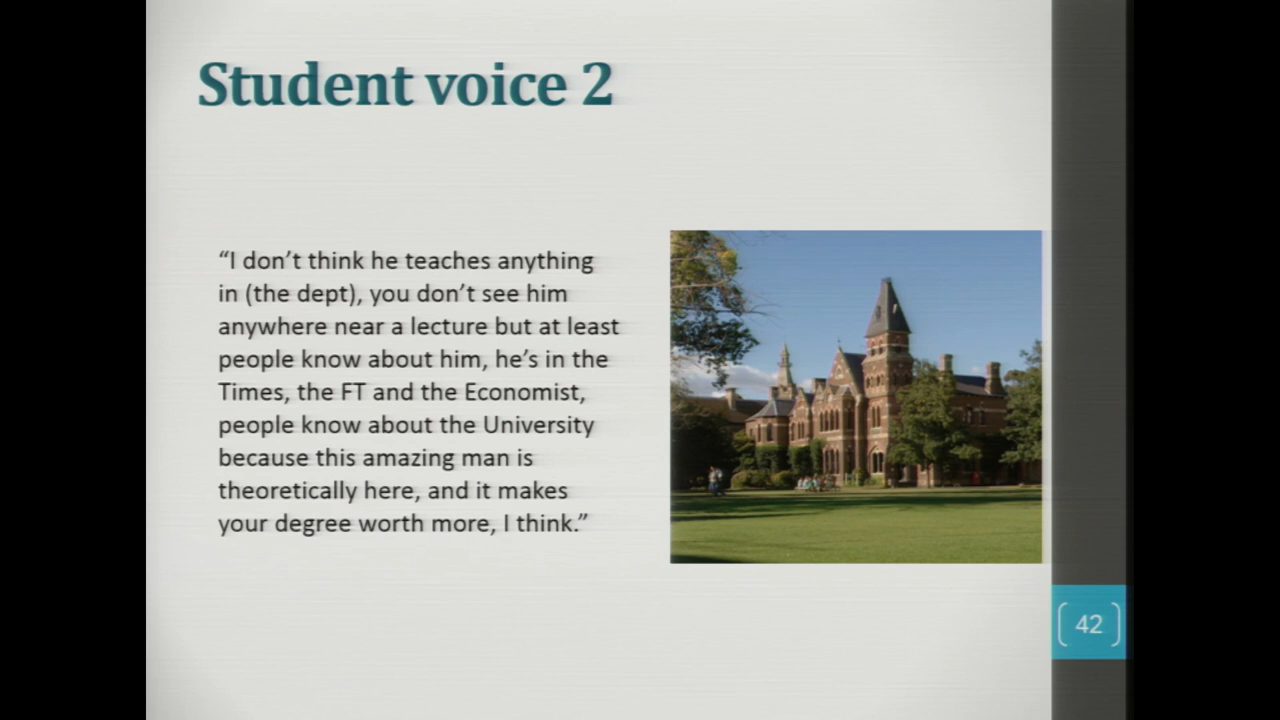 Student voice 2
“I don’t think he teaches anything
in (the dept), you don’t see him
anywhere near a lecture but at least
people know about him, he’s in the
Times, the FT and the Economist,
people know about the University
because this amazing man is
theoretically here, and it makes
your degree worth more, I think.”
42